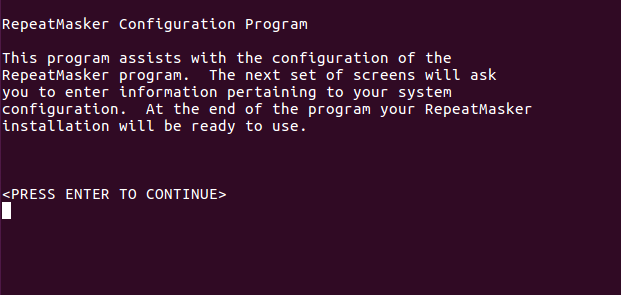 RepeatMasker Configuration Program
This program assists with the configuration of the
RepeatMasker program.  The next set of screens will ask
you to enter information pertaining to your system
configuration.  At the end of the program your RepeatMasker
installation will be ready to use.
<PRESS ENTER TO CONTINUE>